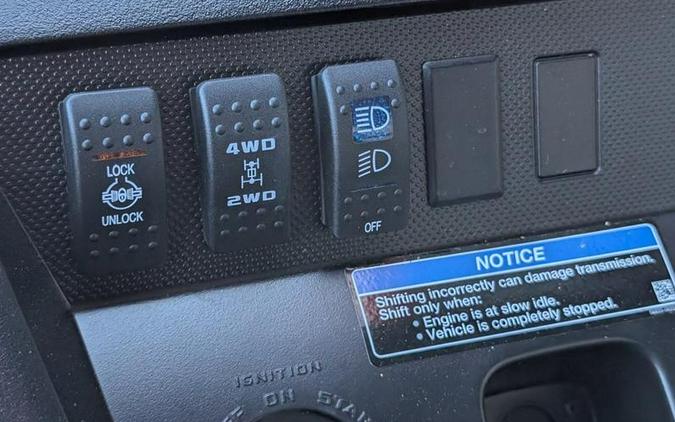 LOCK
UNLOCK
4WD
2WD
OFF
NOTICE
Shifting incorrectly can damage transmission.
Shift only when:
• Engine is at slow idle.
• Vehicle is completely stopped.
IGNITION
ON